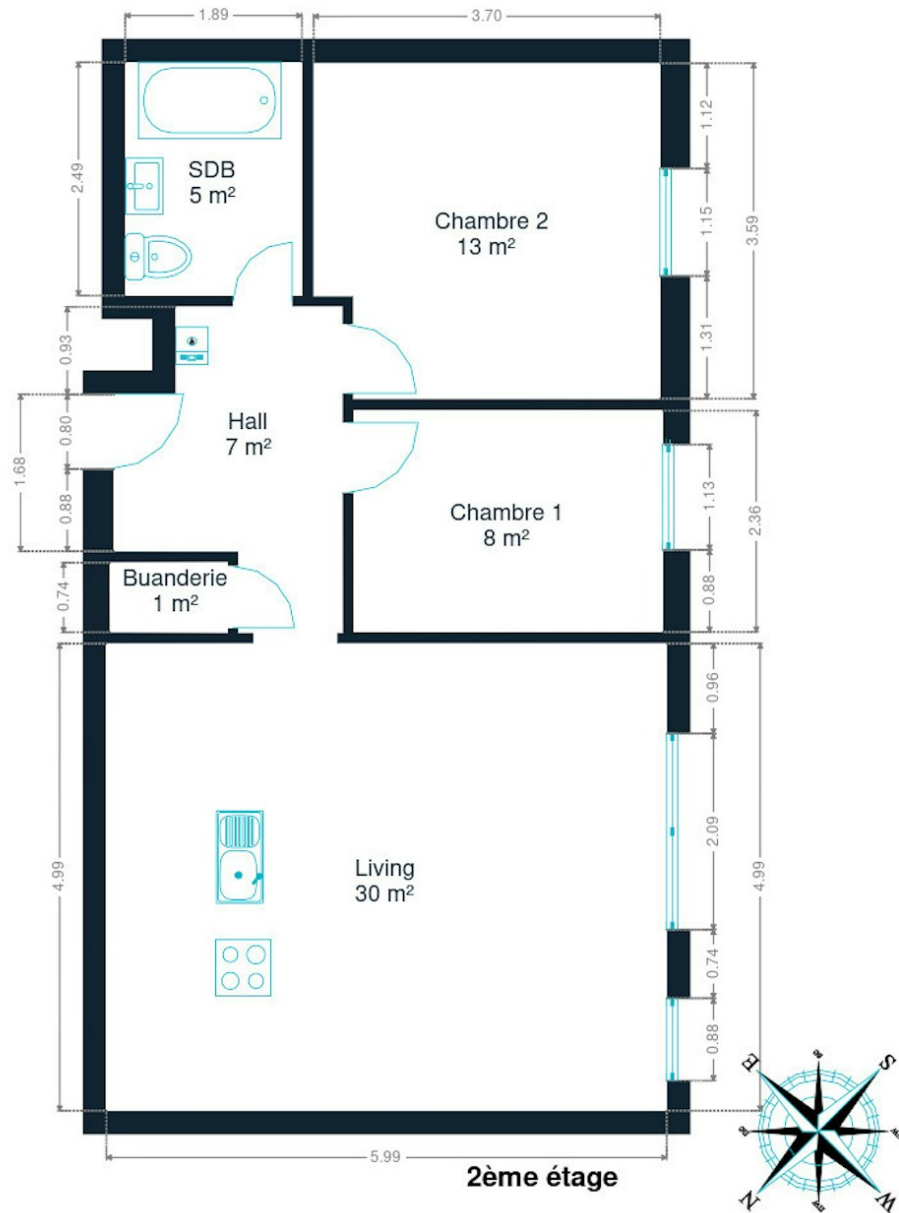 1.89
3.70
2.49
SDB
5 m²
1.12
Chambre 2
13 m²
1.15
3.59
1.31
0.93
Hall
7 m²
0.80
1.68
0.88
Chambre 1
8 m²
1.13
2.36
0.88
Buanderie
1 m²
0.74
0.96
2.09
4.99
Living
30 m²
4.99
0.74
0.88
5.99
2ème étage
E
S
N
W